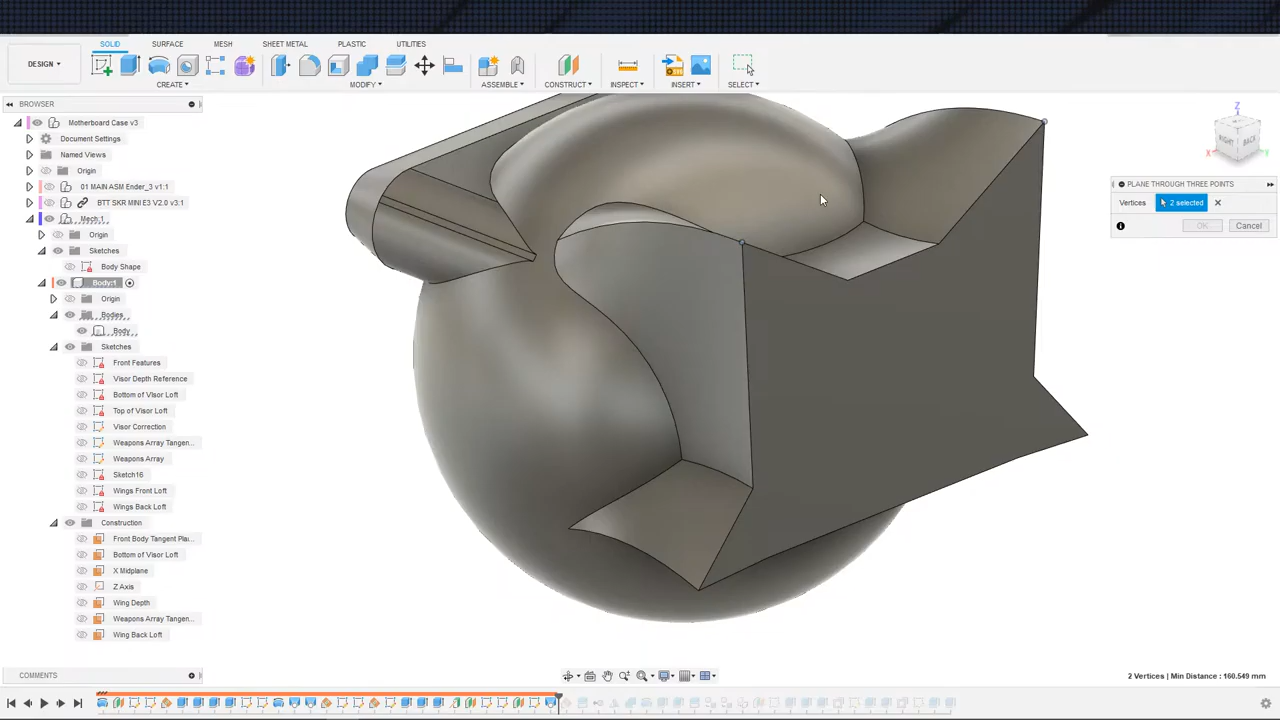 SOLID SURFACE MESH SHEET METAL PLASTIC UTILITIES
DESIGN
CREATE MODIFY ASSEMBLE CONSTRUCT INSPECT INSERT SELECT
BROWSER
Motherboard Case v3
Document Settings
Named Views
Origin
01 MAIN ASM Ender_3 v1:1
BTT SKR MINI E3 V2.0 v3:1
Mech:1
Origin
Sketches
Body Shape
Body:1
Origin
Bodies
Body
Sketches
Front Features
Visor Depth Reference
Bottom of Visor Loft
Top of Visor Loft
Visor Correction
Weapons Array Tangen...
Weapons Array
Sketch16
Wings Front Loft
Wings Back Loft
Construction
Front Body Tangent Pla...
Bottom of Visor Loft
X Midplane
Z Axis
Wing Depth
Weapons Array Tangen...
Wing Back Loft
Z
RIGHT BACK
X Y
PLANE THROUGH THREE POINTS
Vertices 2 selected
OK Cancel
COMMENTS
2 Vertices | Min Distance : 160.549 mm